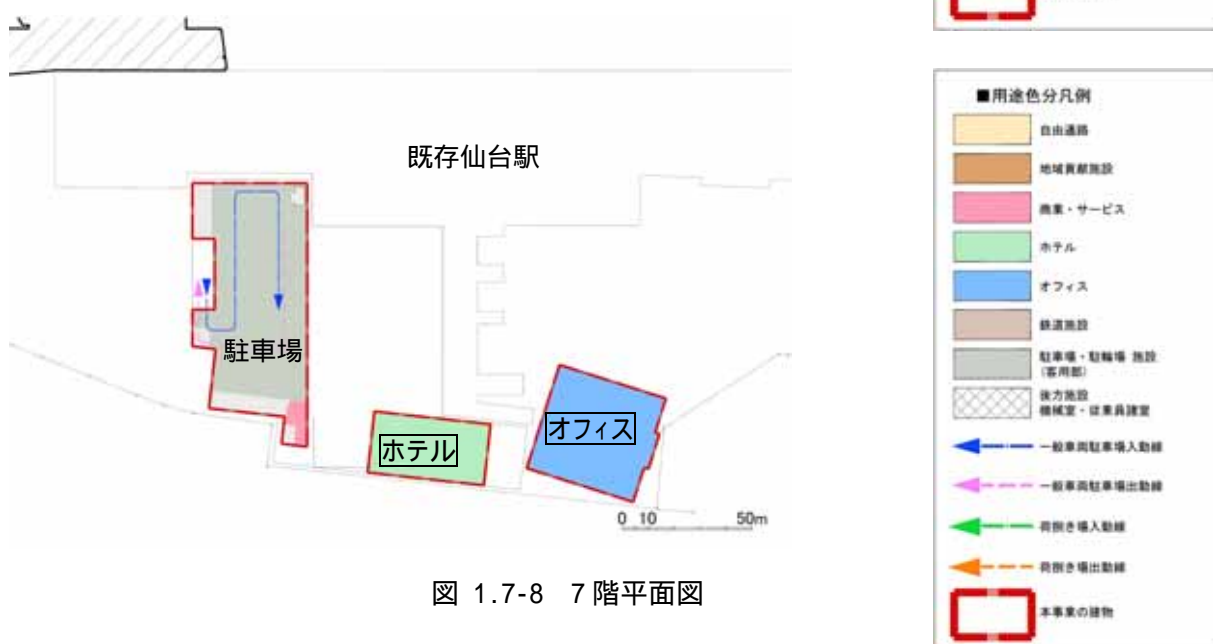 既存仙台駅
駐車場
ホテル
オフィス
0 10 50m
図 1.7-8 7階平面図
■用途色分凡例
自由通路
地域貢献施設
商業・サービス
ホテル
オフィス
鉄道施設
駐車場・駐輪場 施設
(客用部)
後方施設
機械室・従業員諸室
一般車両駐車場入動線
一般車両駐車場出動線
荷捌き場入動線
荷捌き場出動線
本事業の建物